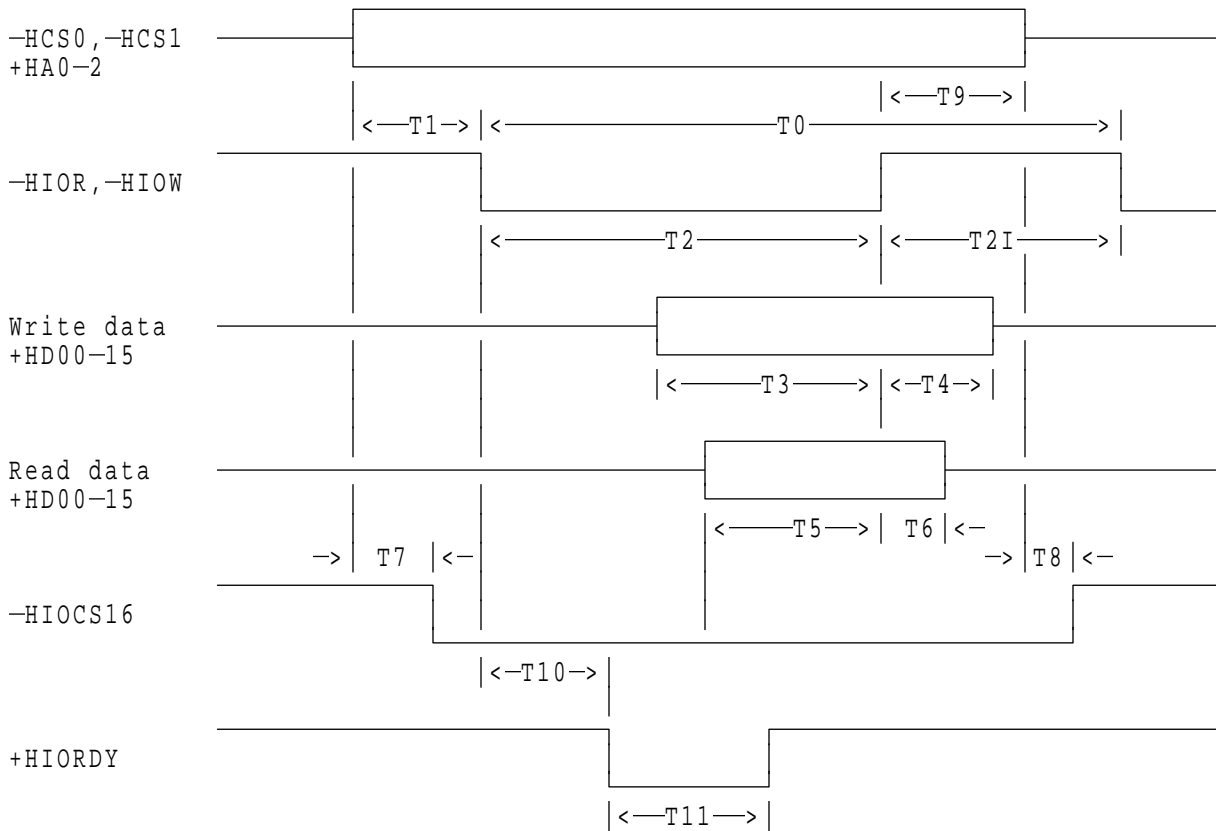 —HCS0,—HCS1
+HA0—2
<—T9—>
<—T1—> <————T0————>
—HIOR,—HIOW
<————T2————> <——T2I——>
Write data
+HD00—15
<———T3———> <—T4—>
Read data
+HD00—15
<——T5——> T6 <—
—> T7 <— —> T8 <—
—HIOCS16
<—T10—>
+HIORDY
<——T11——>